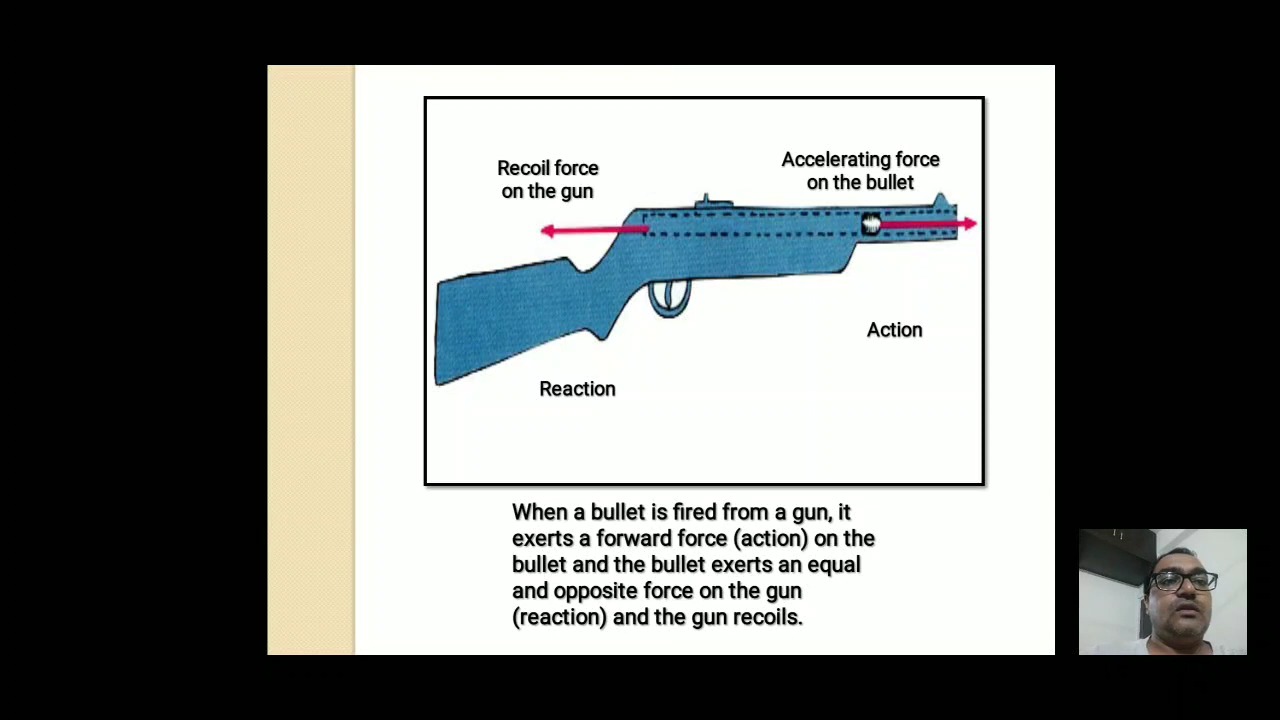 Recoil force
on the gun
Accelerating force
on the bullet
Action
Reaction
When a bullet is fired from a gun, it
exerts a forward force (action) on the
bullet and the bullet exerts an equal
and opposite force on the gun
(reaction) and the gun recoils.